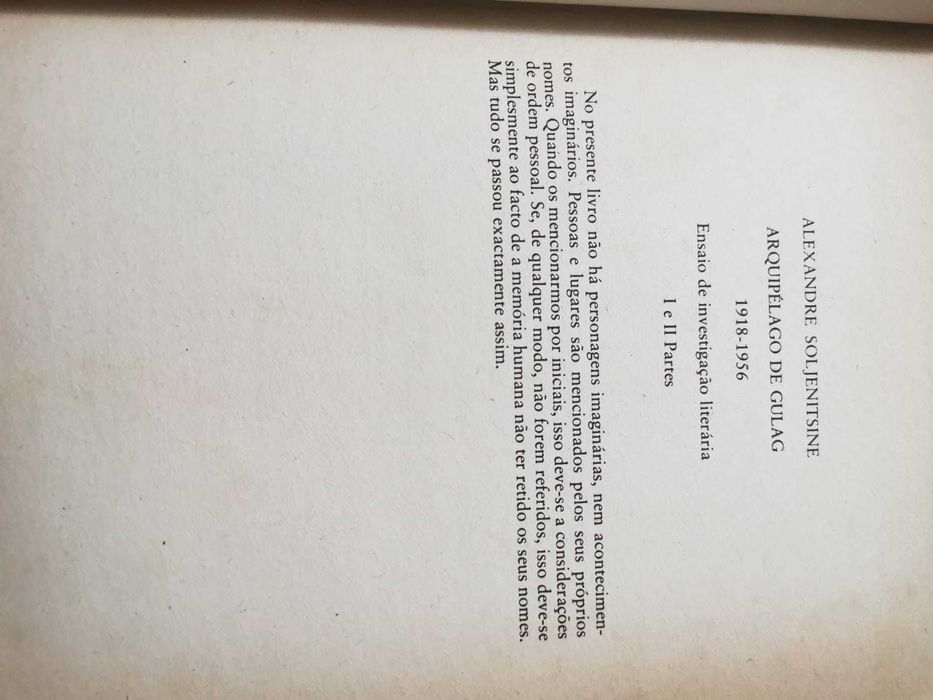 ALEXANDRE SOLJENITSINE
ARQUIPÉLAGO DE GULAG
1918-1956
Ensaio de investigação literária
I e II Partes
No presente livro não há personagens imaginárias, nem acontecimen-
tos imaginários. Pessoas e lugares são mencionados pelos seus próprios
nomes. Quando os mencionarmos por iniciais, isso deve-se a considerações
de ordem pessoal. Se, de qualquer modo, não forem referidos, isso deve-se
simplesmente ao facto de a memória humana não ter retido os seus nomes.
Mas tudo se passou exactamente assim.